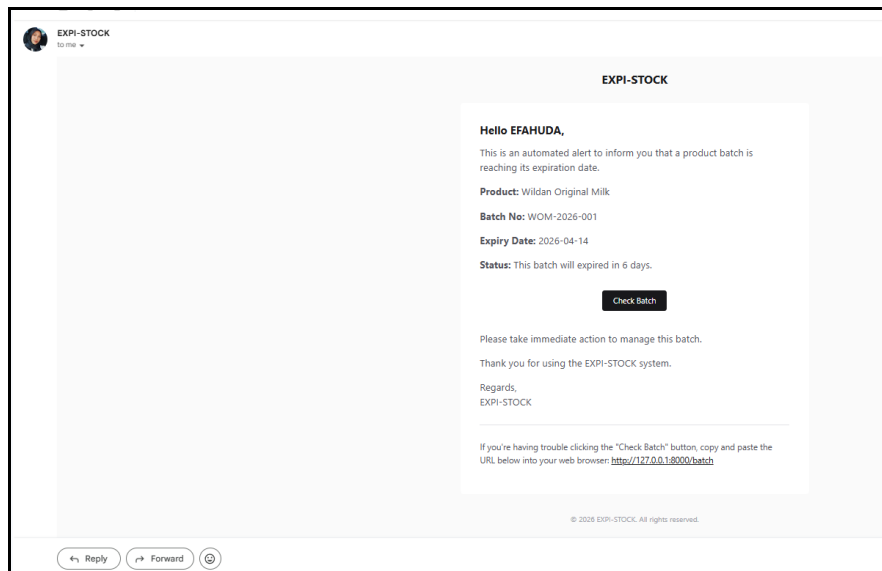 EXPI-STOCK
to me
EXPI-STOCK
Hello EFAHUDA,
This is an automated alert to inform you that a product batch is
reaching its expiration date.
Product: Wildan Original Milk
Batch No: WOM-2026-001
Expiry Date: 2026-04-14
Status: This batch will expired in 6 days.
Check Batch
Please take immediate action to manage this batch.
Thank you for using the EXPI-STOCK system.
Regards,
EXPI-STOCK
If you're having trouble clicking the "Check Batch" button, copy and paste the
URL below into your web browser: http://127.0.0.1:8000/batch
© 2026 EXPI-STOCK. All rights reserved.
Reply
Forward